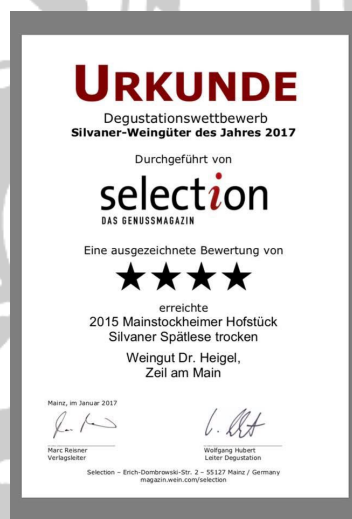 URKUNDE
Degustationswettbewerb
Silvaner-Weingüter des Jahres 2017
Durchgeführt von
selection
DAS GENUSSMAGAZIN
Eine ausgezeichnete Bewertung von
★★★★
erreichte
2015 Mainstockheimer Hofstück
Silvaner Spätlese trocken
Weingut Dr. Heigel,
Zeil am Main
Mainz, im Januar 2017
Marc Reisner
Verlagsleiter
Wolfgang Hubert
Leiter Degustation
Selection – Erich-Dombrowski-Str. 2 – 55127 Mainz / Germany
magazin.wein.com/selection